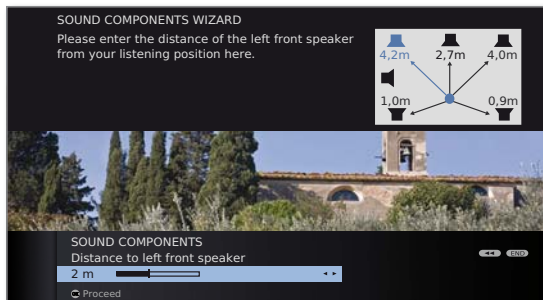 SOUND COMPONENTS WIZARD
Please enter the distance of the left front speaker
from your listening position here.
4,2m 2,7m 4,0m
1,0m 0,9m
SOUND COMPONENTS
Distance to left front speaker
2 m
END
Proceed